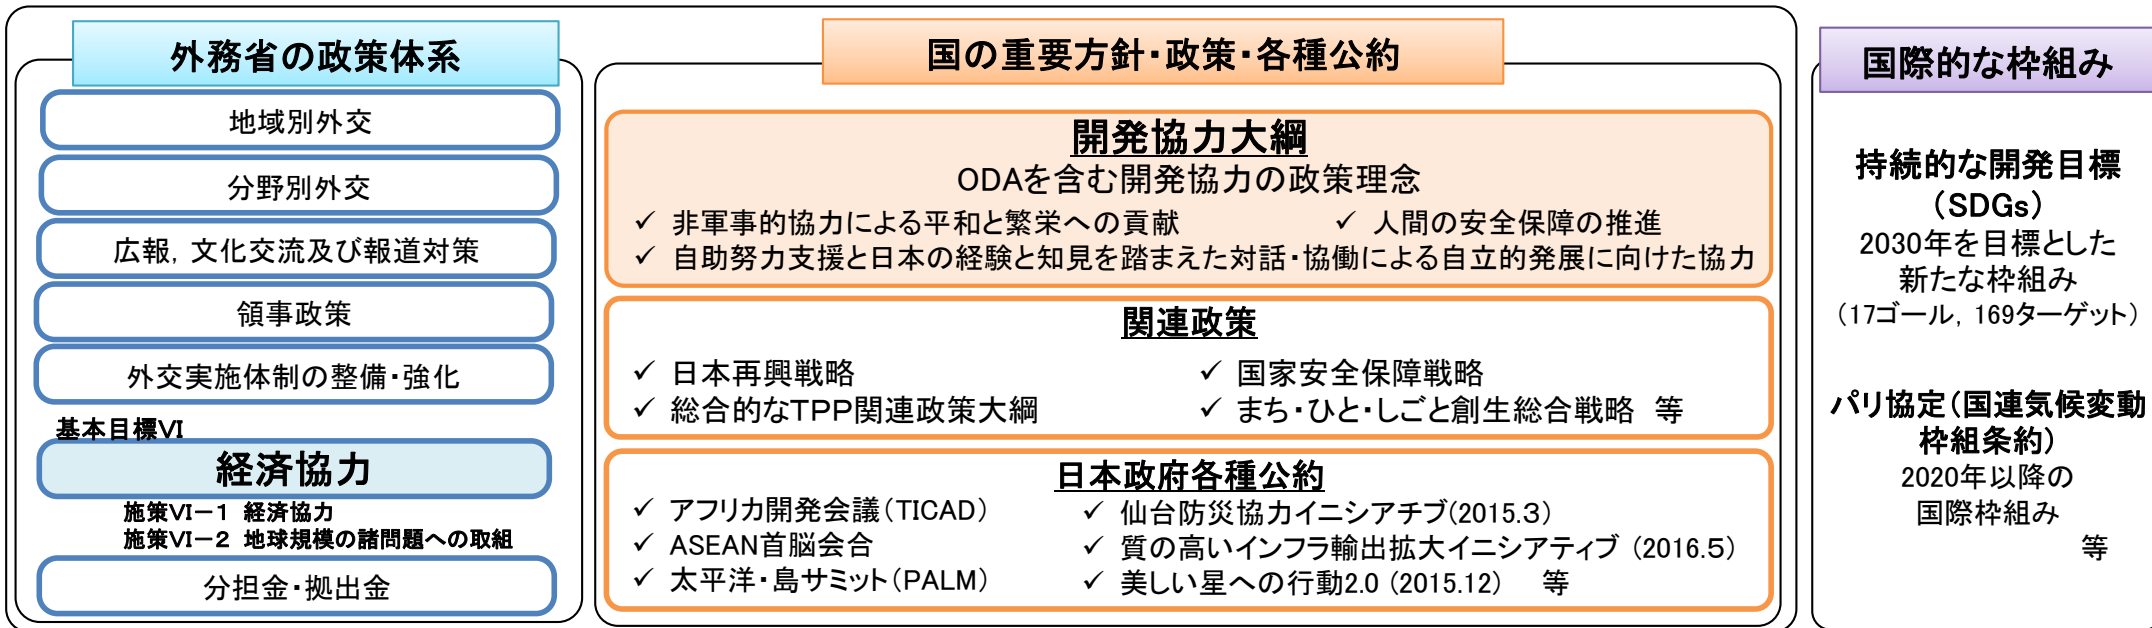 外務省の政策体系
地域別外交
分野別外交
広報，文化交流及び報道対策
領事政策
外交実施体制の整備・強化
基本目標Ⅵ
経済協力
施策Ⅵ－１ 経済協力
施策Ⅵ－２ 地球規模の諸問題への取組
分担金・拠出金
国の重要方針・政策・各種公約
開発協力大綱
ODAを含む開発協力の政策理念
✓ 非軍事的協力による平和と繁栄への貢献 ✓ 人間の安全保障の推進
✓ 自助努力支援と日本の経験と知見を踏まえた対話・協働による自立的発展に向けた協力
関連政策
✓ 日本再興戦略 ✓ 国家安全保障戦略
✓ 総合的なTPP関連政策大綱 ✓ まち・ひと・しごと創生総合戦略 等
日本政府各種公約
✓ アフリカ開発会議（TICAD） ✓ 仙台防災協力イニシアチブ(2015.３)
✓ ASEAN首脳会合 ✓ 質の高いインフラ輸出拡大イニシアティブ (2016.５)
✓ 太平洋・島サミット（PALM） ✓ 美しい星への行動2.0 (2015.12) 等
国際的な枠組み
持続的な開発目標
（SDGs）
2030年を目標とした
新たな枠組み
（17ゴール，169ターゲット）
パリ協定（国連気候変動
枠組条約）
2020年以降の
国際枠組み
等